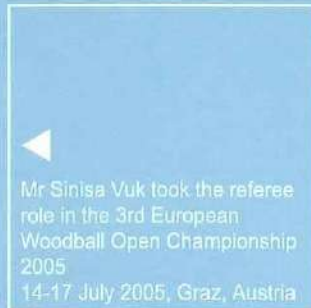 Mr Sinisa Vuk took the referee
role in the 3rd European
Woodball Open Championship
2005
14-17 July 2005, Graz, Austria